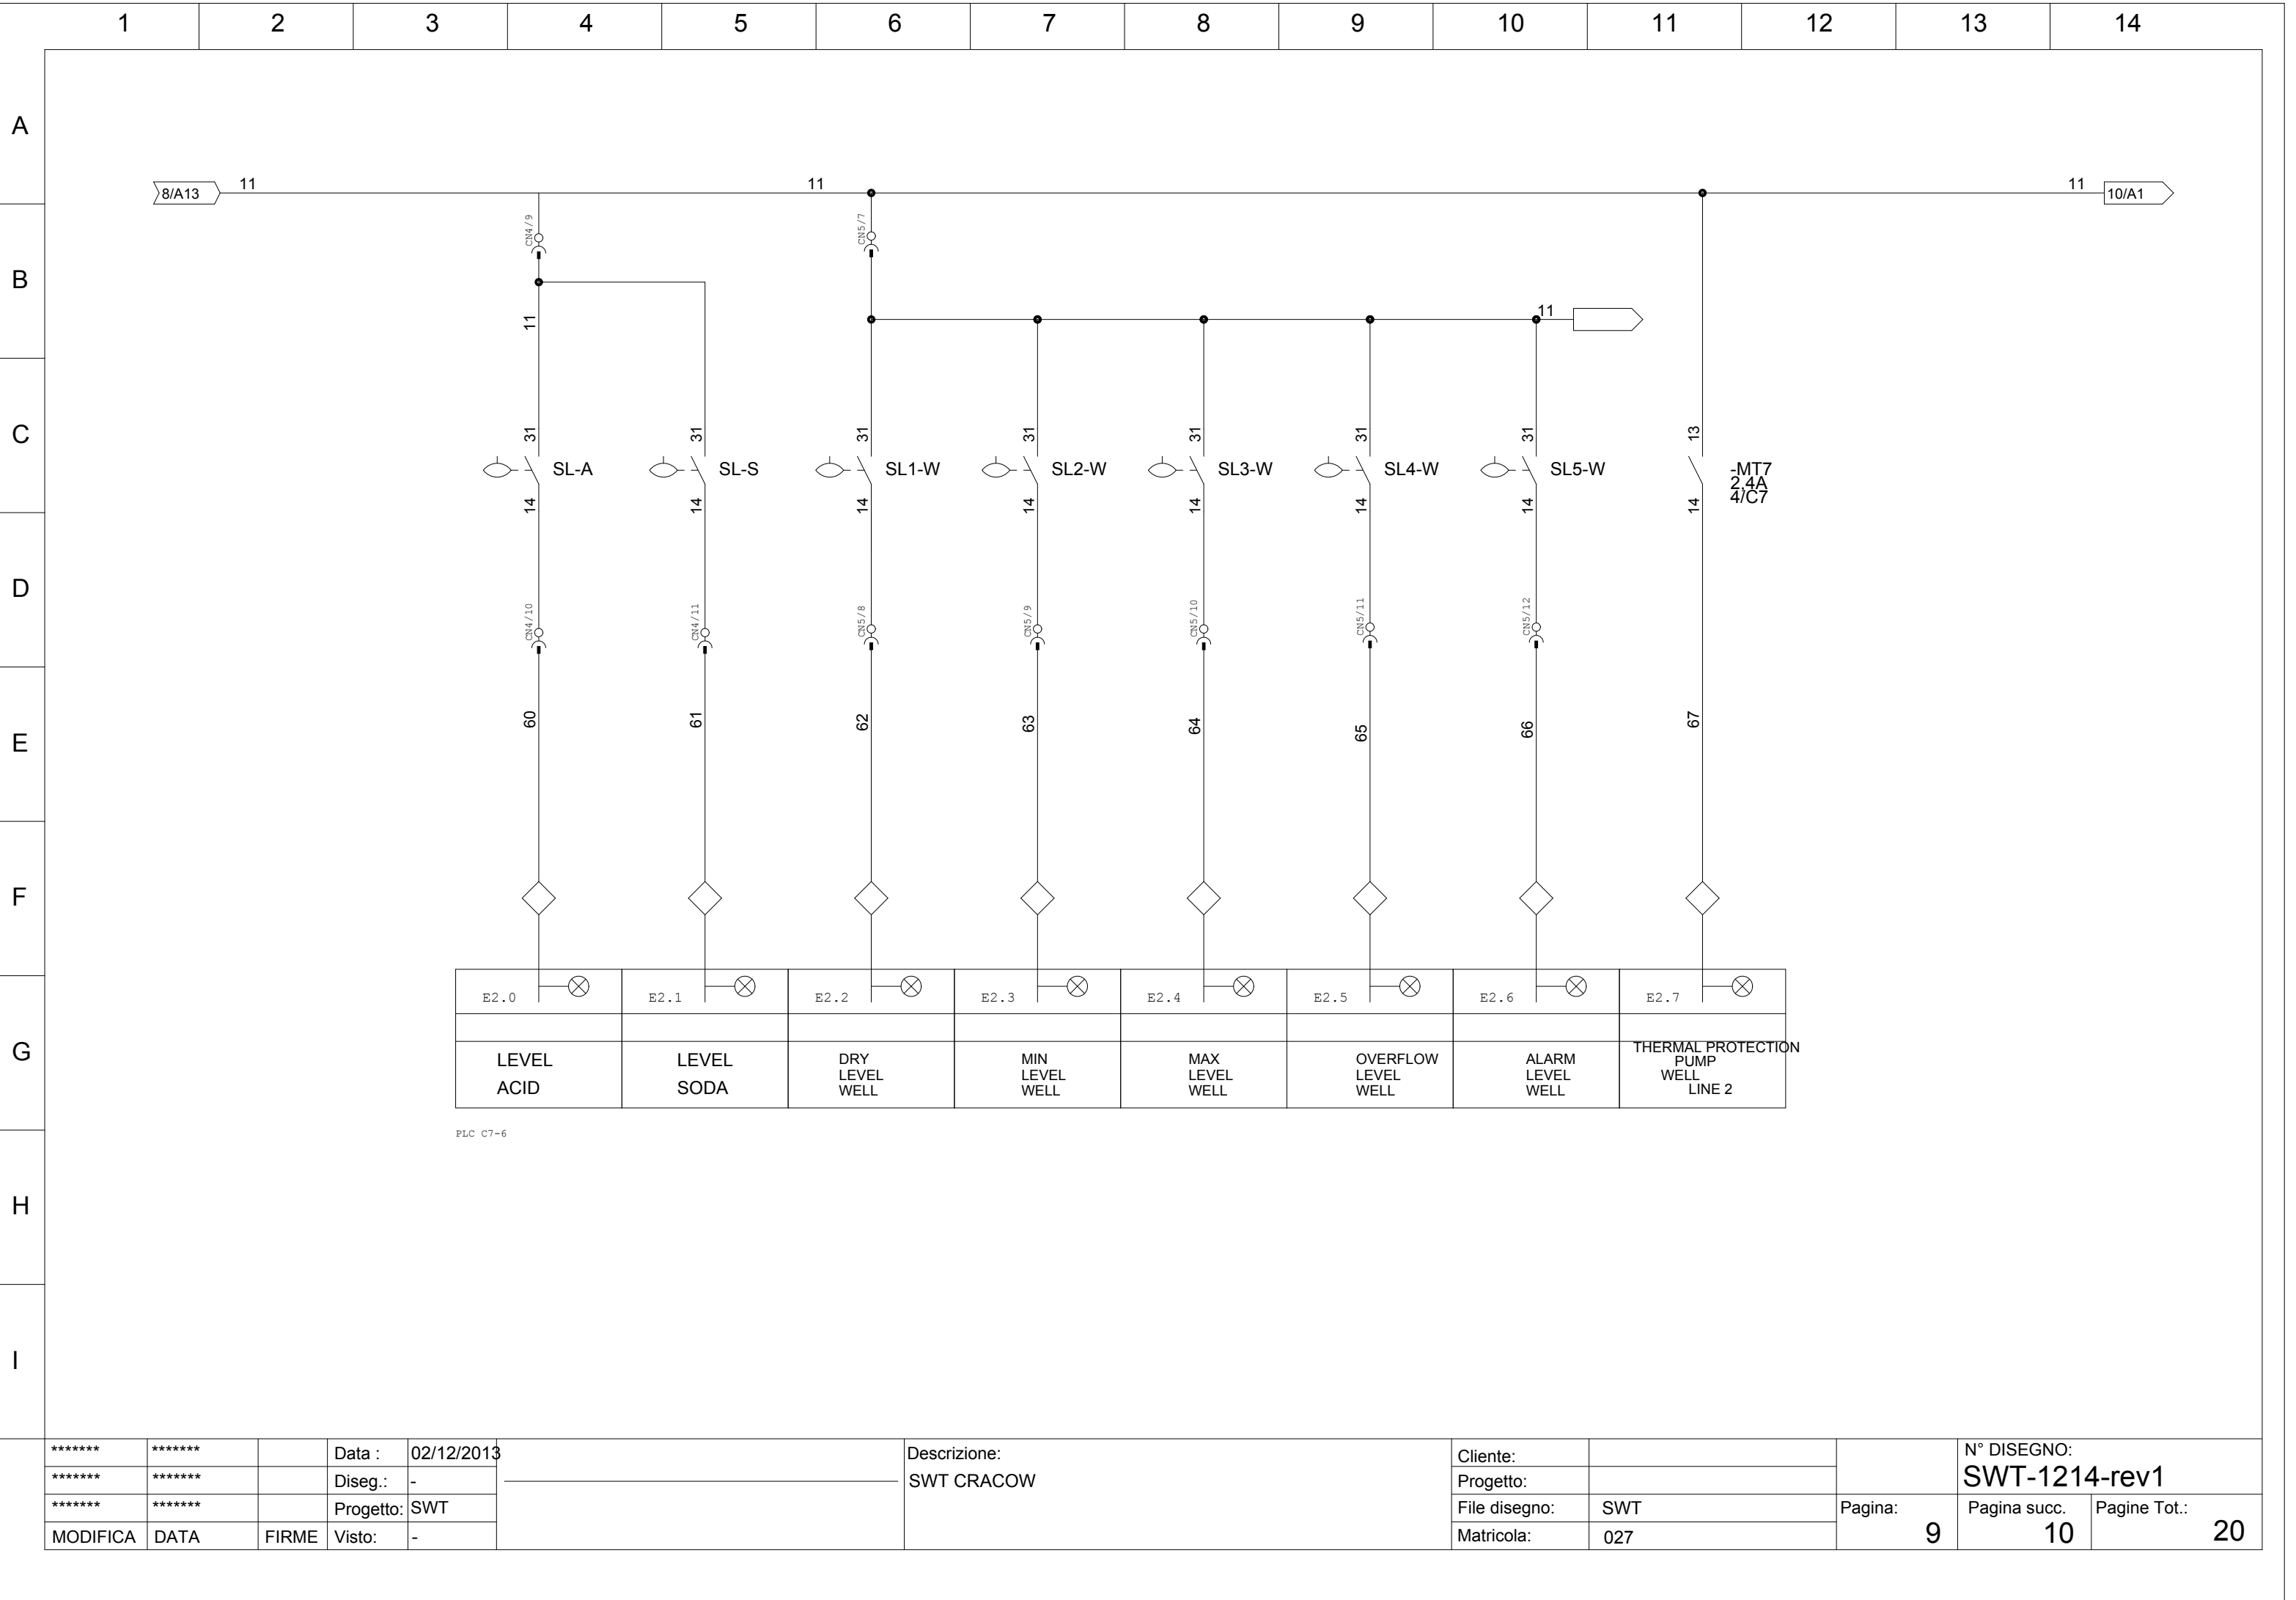 1 2 3 4 5 6 7 8 9 10 11 12 13 14
A
8/A13 11 11 11 10/A1
CN4/9 CN5/7
B
11 11
C
31 31 31 31 31 31 31 13
SL-A SL-S SL1-W SL2-W SL3-W SL4-W SL5-W -MT7
2,4A
4/C7
14 14 14 14 14 14 14 14
D
CN4/10 CN4/11 CN5/8 CN5/9 CN5/10 CN5/11 CN5/12
E
60 61 62 63 64 65 66 67
F
E2.0 E2.1 E2.2 E2.3 E2.4 E2.5 E2.6 E2.7
G
LEVEL
ACID
LEVEL
SODA
DRY
LEVEL
WELL
MIN
LEVEL
WELL
MAX
LEVEL
WELL
OVERFLOW
LEVEL
WELL
ALARM
LEVEL
WELL
THERMAL PROTECTION
PUMP
WELL
LINE 2
PLC C7-6
H
I
******* ******* Data : 02/12/2013
******* ******* Diseg.: -
******* ******* Progetto: SWT
MODIFICA DATA FIRME Visto: -
Descrizione:
SWT CRACOW
Cliente:
Progetto:
File disegno: SWT
Matricola: 027
N° DISEGNO:
SWT-1214-rev1
Pagina: 9
Pagina succ. 10
Pagine Tot.: 20